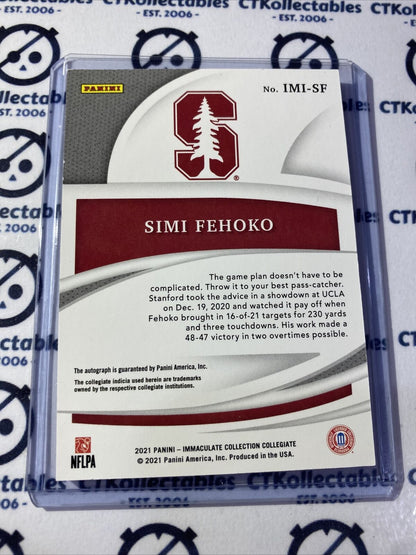 CTKollectables
- EST. 2006 -
CTKollectables
- EST. 2006 -
PANINI
No. IMI-SF
S
®
SIMI FEHOKO
The game plan doesn't have to be
complicated. Throw it to your best pass-catcher.
Stanford took the advice in a showdown at UCLA
on Dec. 19, 2020 and watched it pay off when
Fehoko brought in 16-of-21 targets for 230 yards
and three touchdowns. His work made a
48-47 victory in two overtimes possible.
The autograph is guaranteed by Panini America, Inc.
The collegiate indicia used herein are trademarks
owned by the respective collegiate institutions.
NFLPA
2021 PANINI – IMMACULATE COLLECTION COLLEGIATE
© 2021 Panini America, Inc. Produced in the USA.